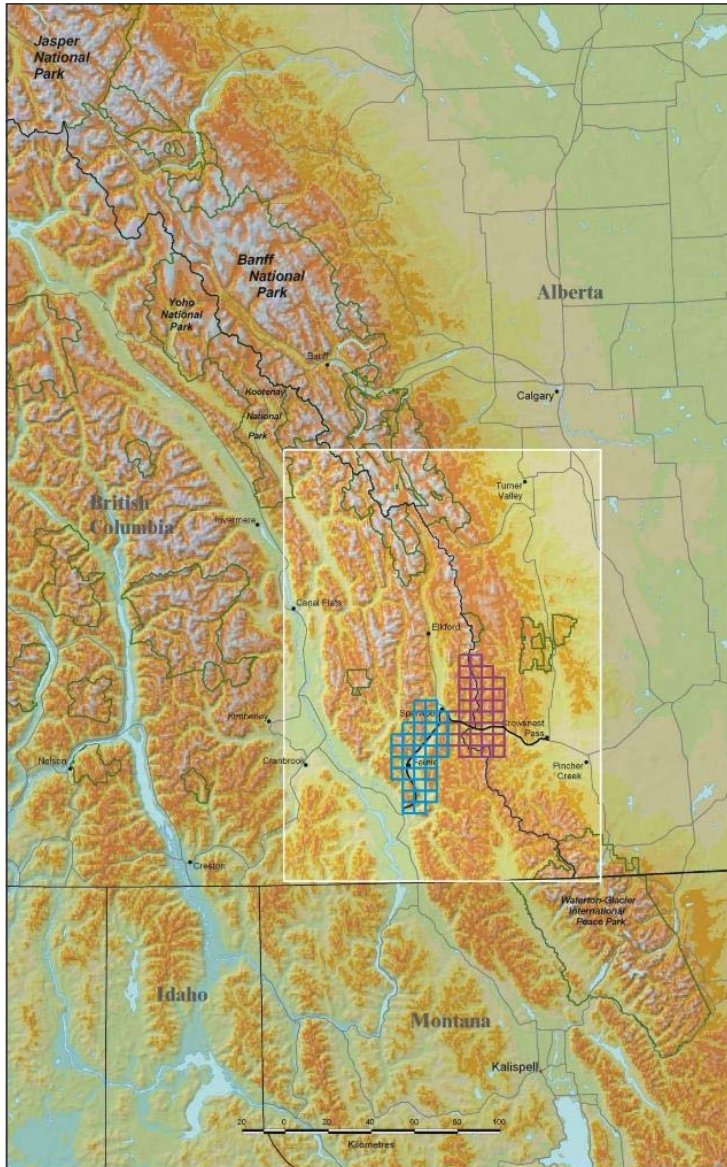 Jasper
National
Park
Banff
National
Park
Yoho
National
Park
Alberta
Banff
Kootenay
National
Park
Calgary
Turner
Valley
British
Columbia
Invermere
Canal Flats
Elkford
Kimberley
Crowsnest
Pass
Nelson
Cranbrook
Fernie
Pincher
Creek
Creston
Waterton-Glacier
International
Peace Park
Idaho
Montana
Kalispell
20 0 20 40 60 80 100
Kilometres